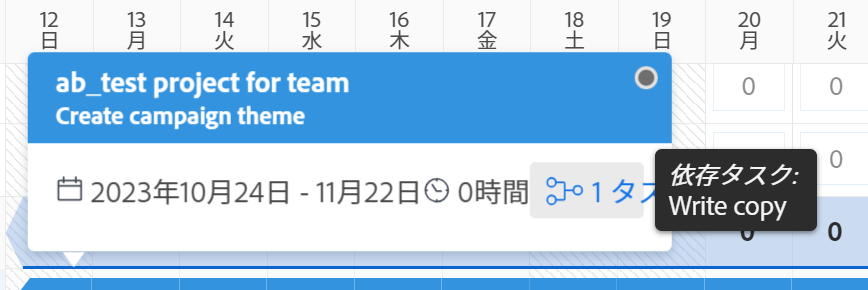 12 13 14 15 16 17 18 19 20 21
日 月 火 水 木 金 土 日 月 火
ab_test project for team
Create campaign theme
0 0
0
2023年10月24日 - 11月22日 0時間 1 タス
依存タスク:
Write copy
0 0